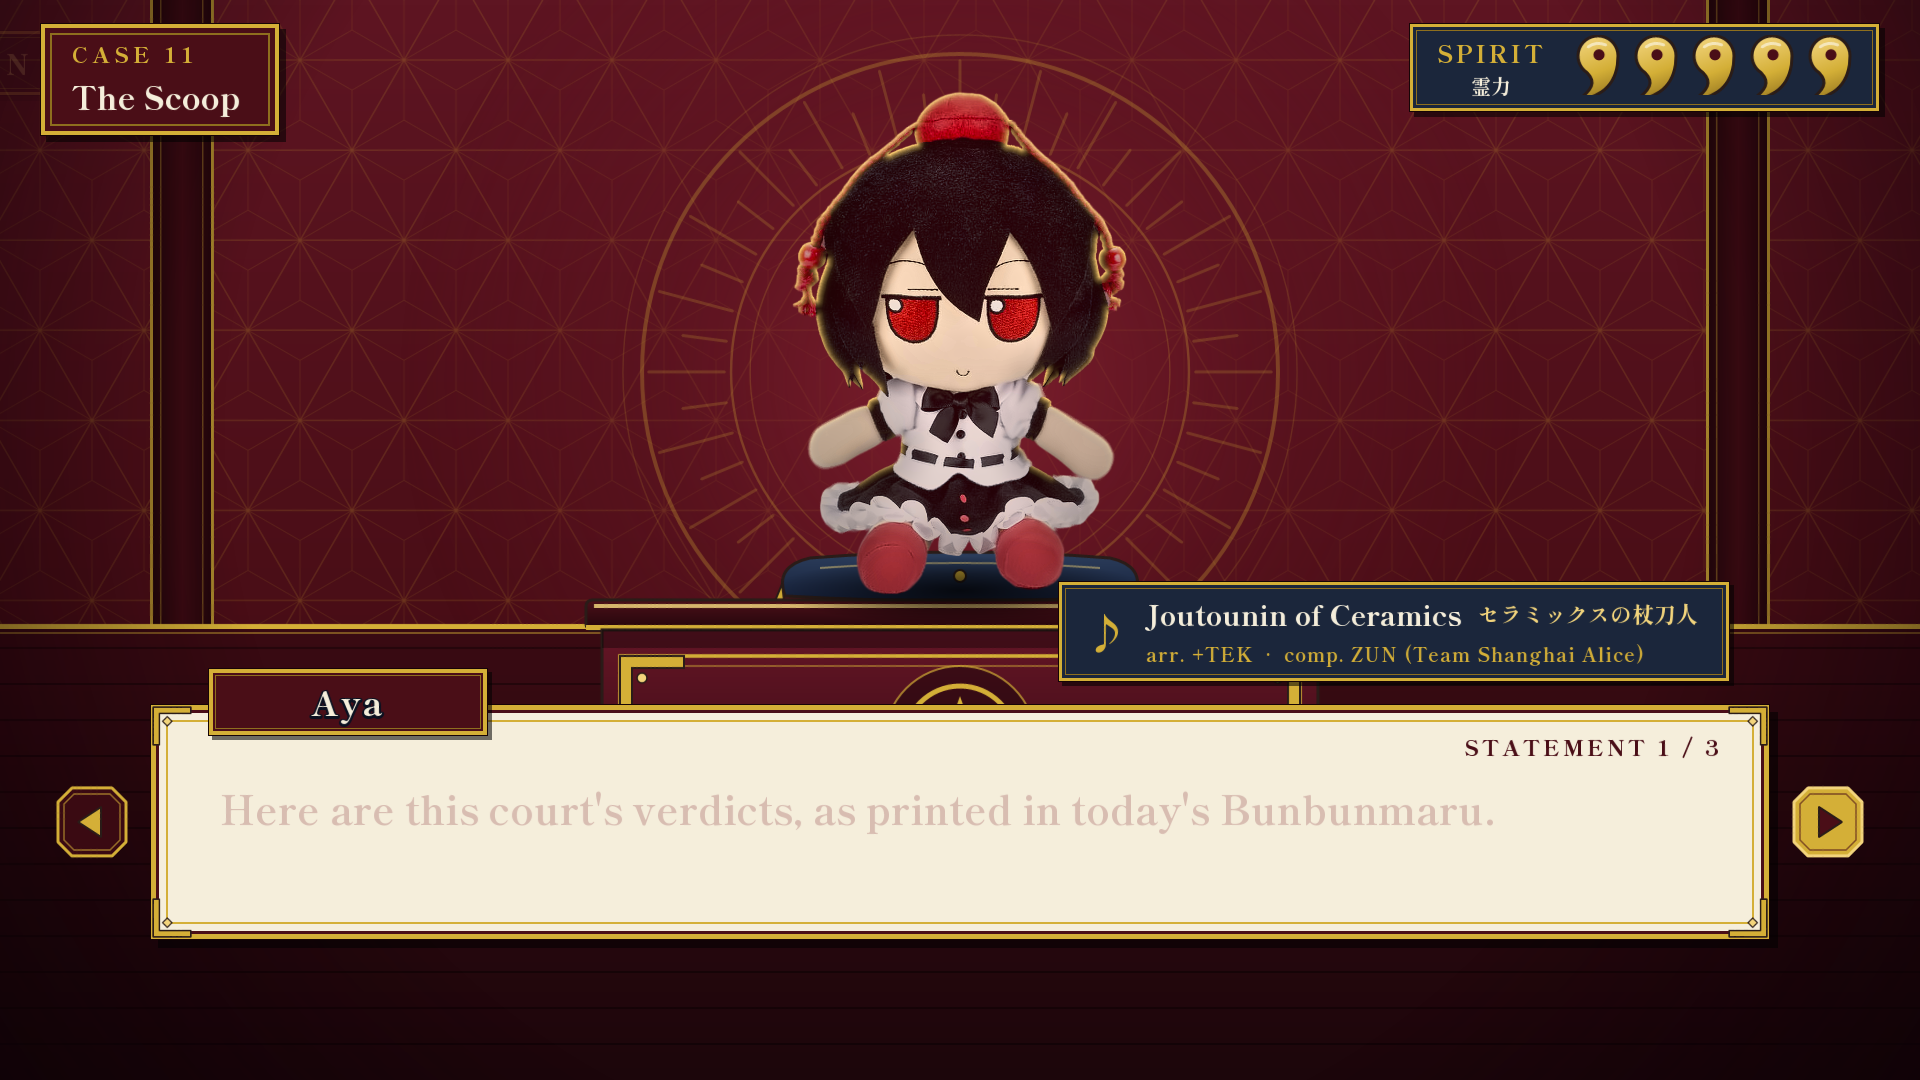 N
CASE 11
The Scoop
SPIRIT
霊力
Joutounin of Ceramics セラミックスの杖刀人
arr. +TEK · comp. ZUN (Team Shanghai Alice)
Aya
STATEMENT 1 / 3
Here are this court's verdicts, as printed in today's Bunbunmaru.